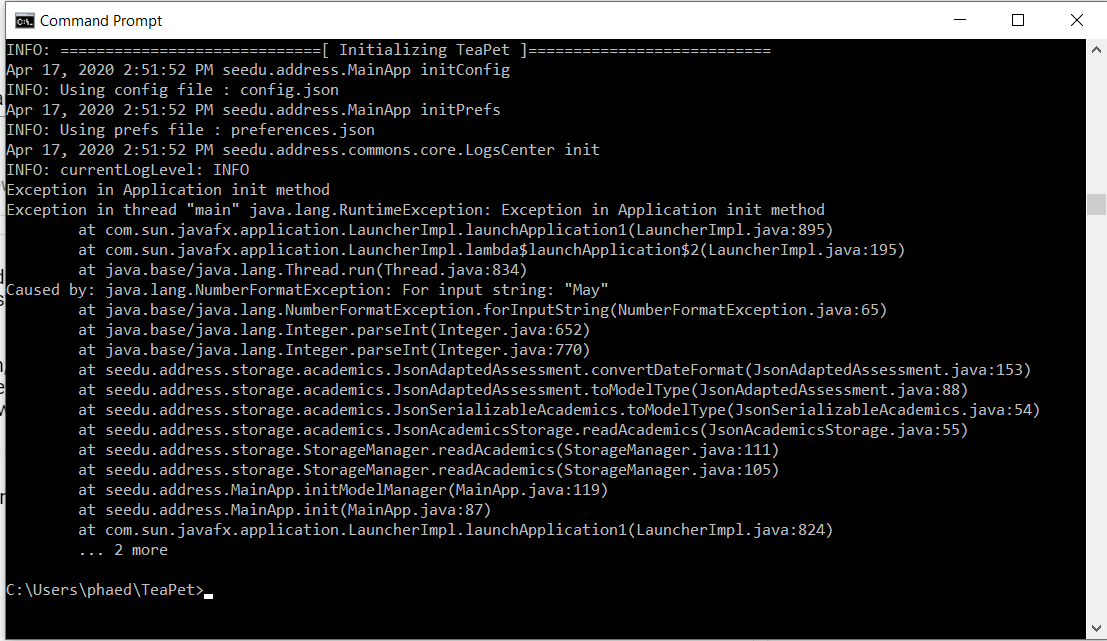 Command Prompt
INFO: =============================[ Initializing TeaPet ]===========================
Apr 17, 2020 2:51:52 PM seedu.address.MainApp initConfig
INFO: Using config file : config.json
Apr 17, 2020 2:51:52 PM seedu.address.MainApp initPrefs
INFO: Using prefs file : preferences.json
Apr 17, 2020 2:51:52 PM seedu.address.commons.core.LogsCenter init
INFO: currentLogLevel: INFO
Exception in Application init method
Exception in thread "main" java.lang.RuntimeException: Exception in Application init method
        at com.sun.javafx.application.LauncherImpl.launchApplication1(LauncherImpl.java:895)
        at com.sun.javafx.application.LauncherImpl.lambda$launchApplication$2(LauncherImpl.java:195)
        at java.base/java.lang.Thread.run(Thread.java:834)
Caused by: java.lang.NumberFormatException: For input string: "May"
        at java.base/java.lang.NumberFormatException.forInputString(NumberFormatException.java:65)
        at java.base/java.lang.Integer.parseInt(Integer.java:652)
        at java.base/java.lang.Integer.parseInt(Integer.java:770)
        at seedu.address.storage.academics.JsonAdaptedAssessment.convertDateFormat(JsonAdaptedAssessment.java:153)
        at seedu.address.storage.academics.JsonAdaptedAssessment.toModelType(JsonAdaptedAssessment.java:88)
        at seedu.address.storage.academics.JsonSerializableAcademics.toModelType(JsonSerializableAcademics.java:54)
        at seedu.address.storage.academics.JsonAcademicsStorage.readAcademics(JsonAcademicsStorage.java:55)
        at seedu.address.storage.StorageManager.readAcademics(StorageManager.java:111)
        at seedu.address.storage.StorageManager.readAcademics(StorageManager.java:105)
        at seedu.address.MainApp.initModelManager(MainApp.java:119)
        at seedu.address.MainApp.init(MainApp.java:87)
        at com.sun.javafx.application.LauncherImpl.launchApplication1(LauncherImpl.java:824)
        ... 2 more
C:\Users\phaed\TeaPet>